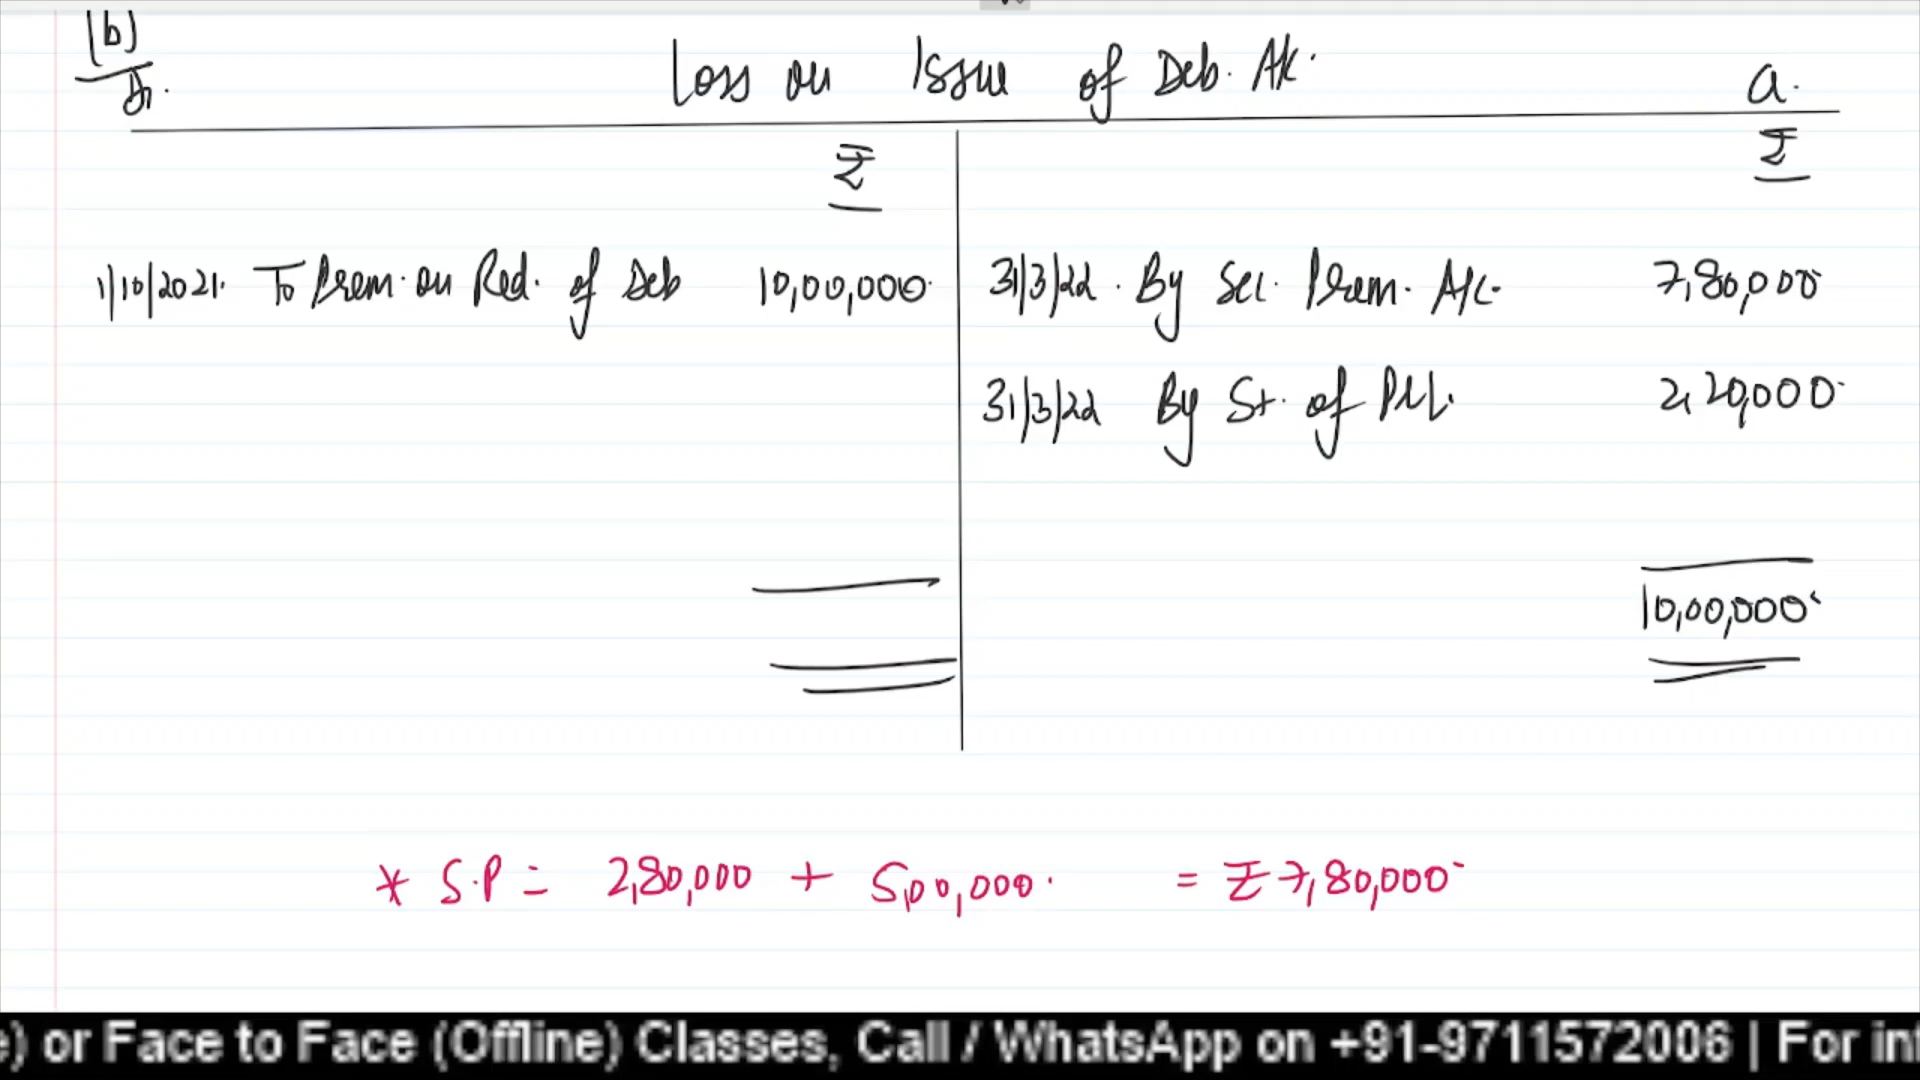 (b)
Dr. Loss on Issue of Deb. A/c. Cr.
₹ ₹
1/10/2021. To Prem. on Red. of Deb 10,00,000. 31/3/22. By Sec. Prem. A/c. 7,80,000
31/3/22 By St. of P&L. 2,20,000.
10,00,000
* S.P = 2,80,000 + 5,00,000. = ₹ 7,80,000
e) or Face to Face (Offline) Classes, Call / WhatsApp on +91-9711572006 | For inf